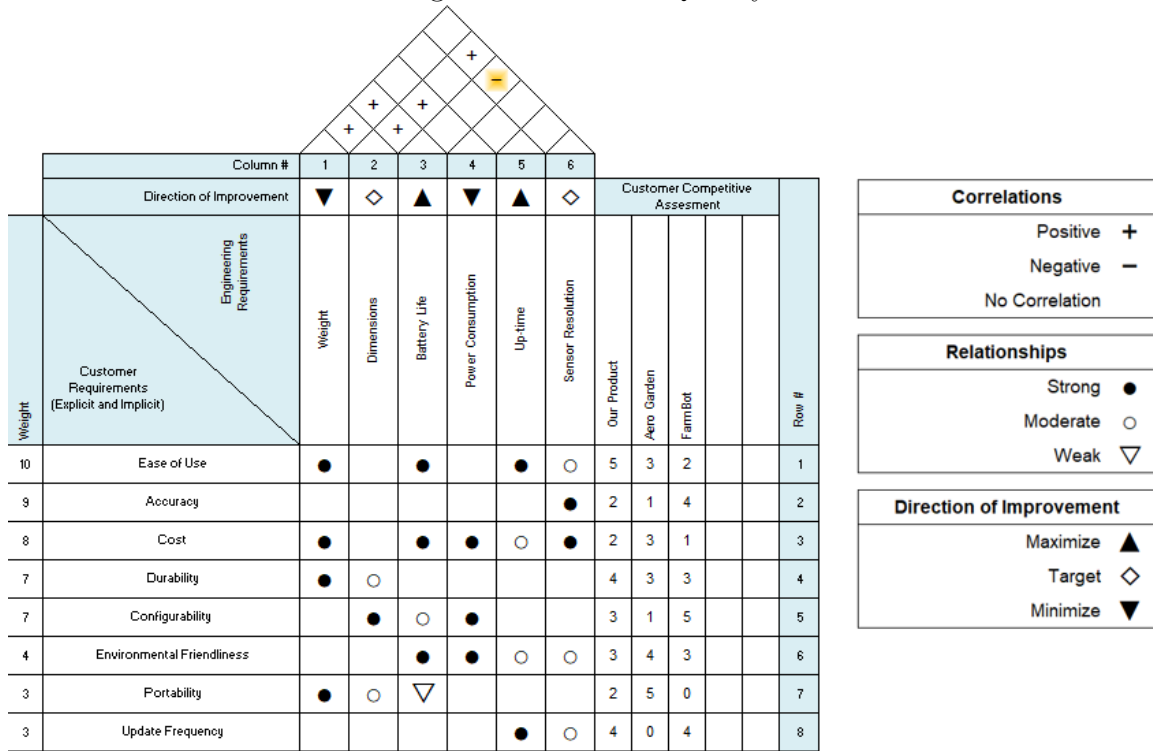 +
−
+ +
+ +
Column # 1 2 3 4 5 6
Direction of Improvement ▼ ◇ ▲ ▼ ▲ ◇
Customer Competitive
Assesment
Engineering
Requirements
Customer
Requirements
(Explicit and Implicit)
Weight
Weight
Dimensions
Battery Life
Power Consumption
Up-time
Sensor Resolution
Our Product
Aero Garden
FarmBot
Row #
10 Ease of Use ● ● ● ○ 5 3 2 1
9 Accuracy ● 2 1 4 2
8 Cost ● ● ● ○ ● 2 3 1 3
7 Durability ● ○ 4 3 3 4
7 Configurability ● ○ ● 3 1 5 5
4 Environmental Friendliness ● ● ○ ○ 3 4 3 6
3 Portability ● ○ ▽ 2 5 0 7
3 Update Frequency ● ○ 4 0 4 8
Correlations
Positive +
Negative −
No Correlation
Relationships
Strong ●
Moderate ○
Weak ▽
Direction of Improvement
Maximize ▲
Target ◇
Minimize ▼